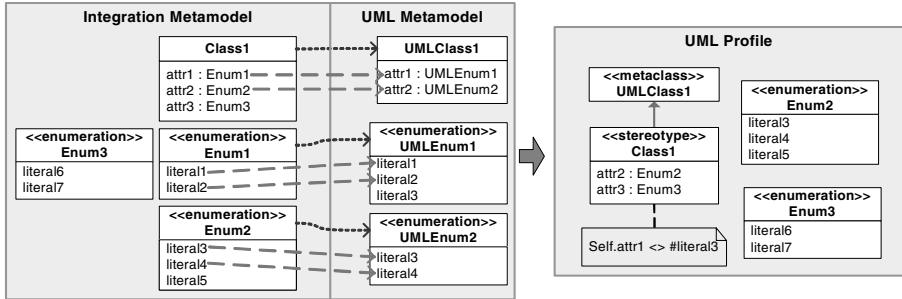 Integration Metamodel
UML Metamodel
Class1
attr1 : Enum1
attr2 : Enum2
attr3 : Enum3
UMLClass1
attr1 : UMLEnum1
attr2 : UMLEnum2
<<enumeration>>
Enum3
literal6
literal7
<<enumeration>>
Enum1
literal1
literal2
<<enumeration>>
UMLEnum1
literal1
literal2
literal3
<<enumeration>>
Enum2
literal3
literal4
literal5
<<enumeration>>
UMLEnum2
literal3
literal4
UML Profile
<<metaclass>>
UMLClass1
<<stereotype>>
Class1
attr2 : Enum2
attr3 : Enum3
Self.attr1 <> #literal3
<<enumeration>>
Enum2
literal3
literal4
literal5
<<enumeration>>
Enum3
literal6
literal7